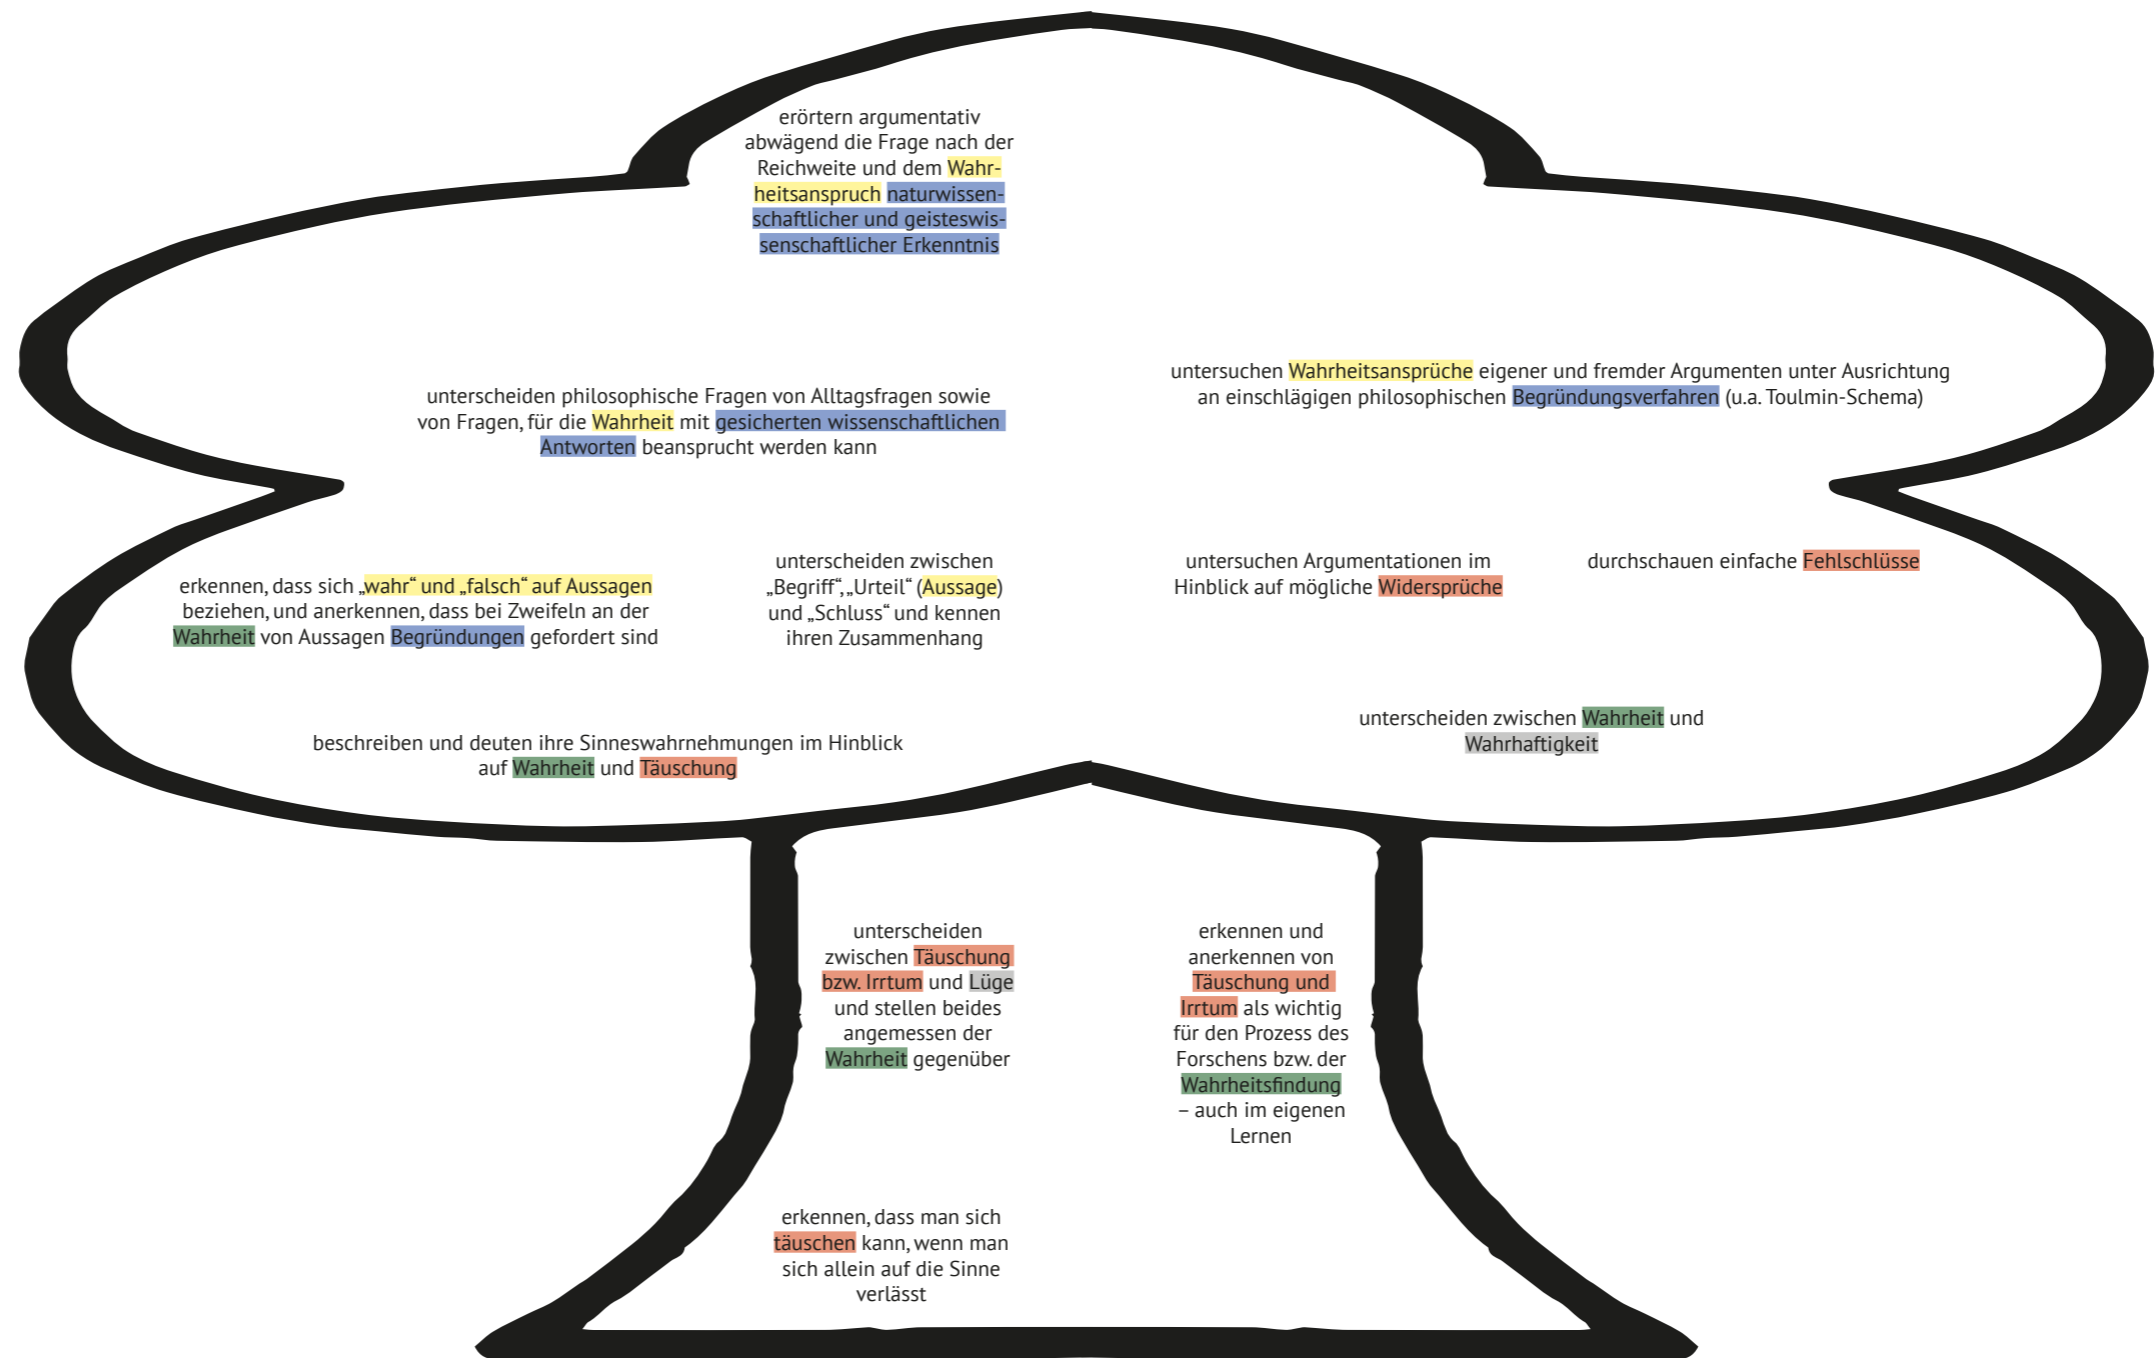 erörtern argumentativ
abwägend die Frage nach der
Reichweite und dem Wahr-
heitsanspruch naturwissen-
schaftlicher und geisteswis-
senschaftlicher Erkenntnis
unterscheiden philosophische Fragen von Alltagsfragen sowie
von Fragen, für die Wahrheit mit gesicherten wissenschaftlichen
Antworten beansprucht werden kann
untersuchen Wahrheitsansprüche eigener und fremder Argumenten unter Ausrichtung
an einschlägigen philosophischen Begründungsverfahren (u.a. Toulmin-Schema)
erkennen, dass sich „wahr“ und „falsch“ auf Aussagen
beziehen, und anerkennen, dass bei Zweifeln an der
Wahrheit von Aussagen Begründungen gefordert sind
unterscheiden zwischen
„Begriff“, „Urteil“ (Aussage)
und „Schluss“ und kennen
ihren Zusammenhang
untersuchen Argumentationen im
Hinblick auf mögliche Widersprüche
durchschauen einfache Fehlschlüsse
beschreiben und deuten ihre Sinneswahrnehmungen im Hinblick
auf Wahrheit und Täuschung
unterscheiden zwischen Wahrheit und
Wahrhaftigkeit
unterscheiden
zwischen Täuschung
bzw. Irrtum und Lüge
und stellen beides
angemessen der
Wahrheit gegenüber
erkennen und
anerkennen von
Täuschung und
Irrtum als wichtig
für den Prozess des
Forschens bzw. der
Wahrheitsfindung
– auch im eigenen
Lernen
erkennen, dass man sich
täuschen kann, wenn man
sich allein auf die Sinne
verlässt